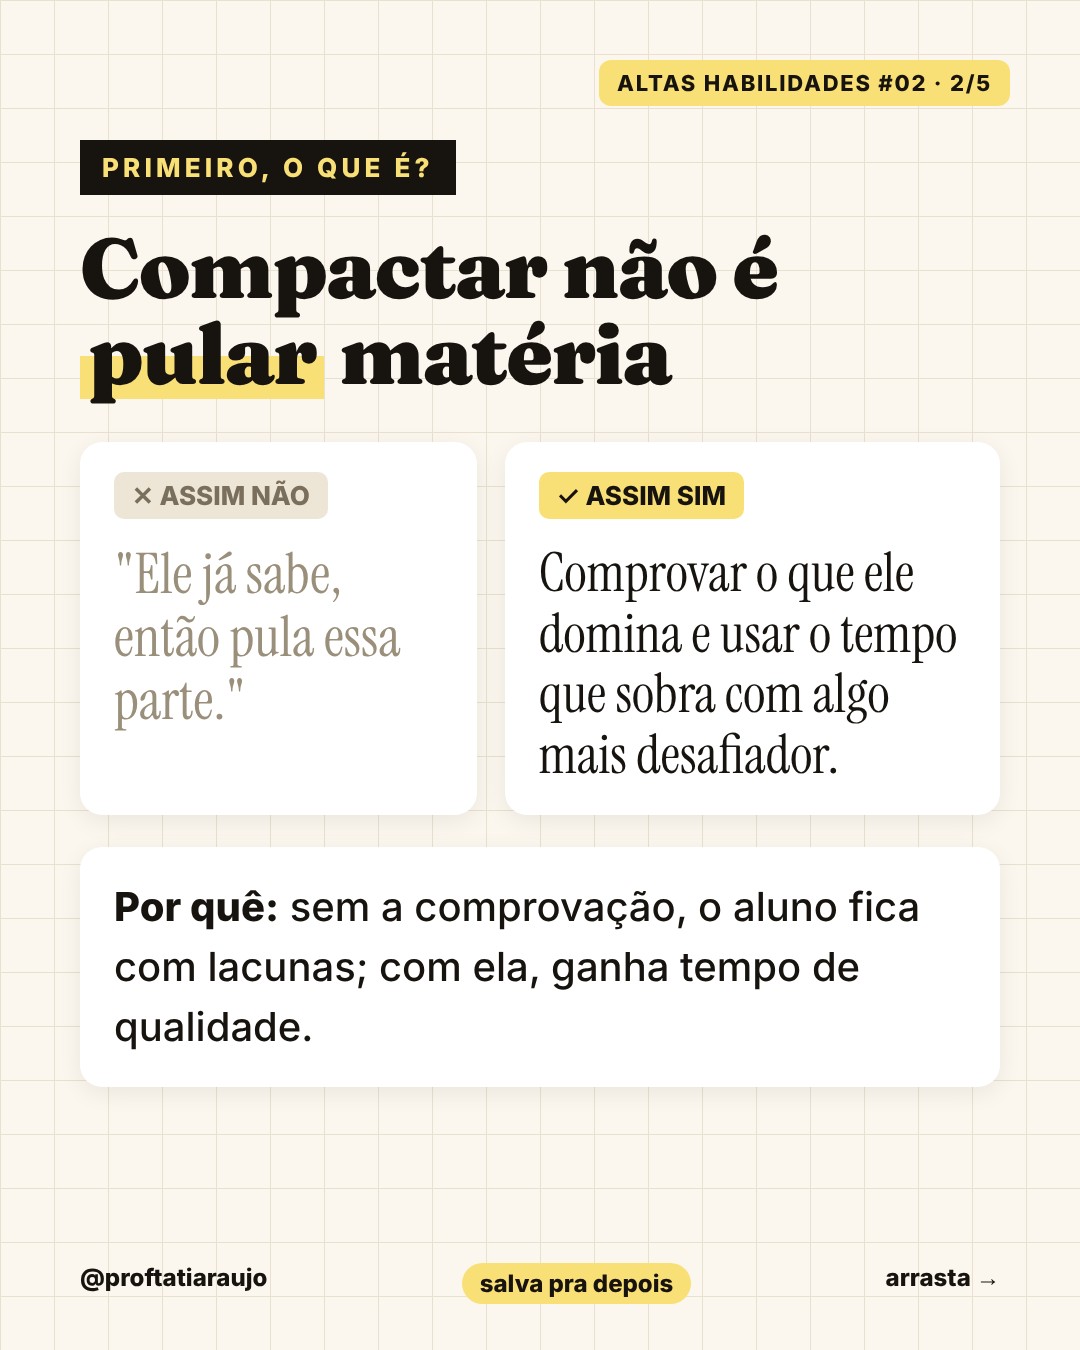 ALTAS HABILIDADES #02 · 2/5
PRIMEIRO, O QUE É?
Compactar não é
pular matéria
✕ ASSIM NÃO
"Ele já sabe,
então pula essa
parte."
✓ ASSIM SIM
Comprovar o que ele
domina e usar o tempo
que sobra com algo
mais desafiador.
Por quê: sem a comprovação, o aluno fica
com lacunas; com ela, ganha tempo de
qualidade.
@proftatiaraujo
salva pra depois
arrasta →